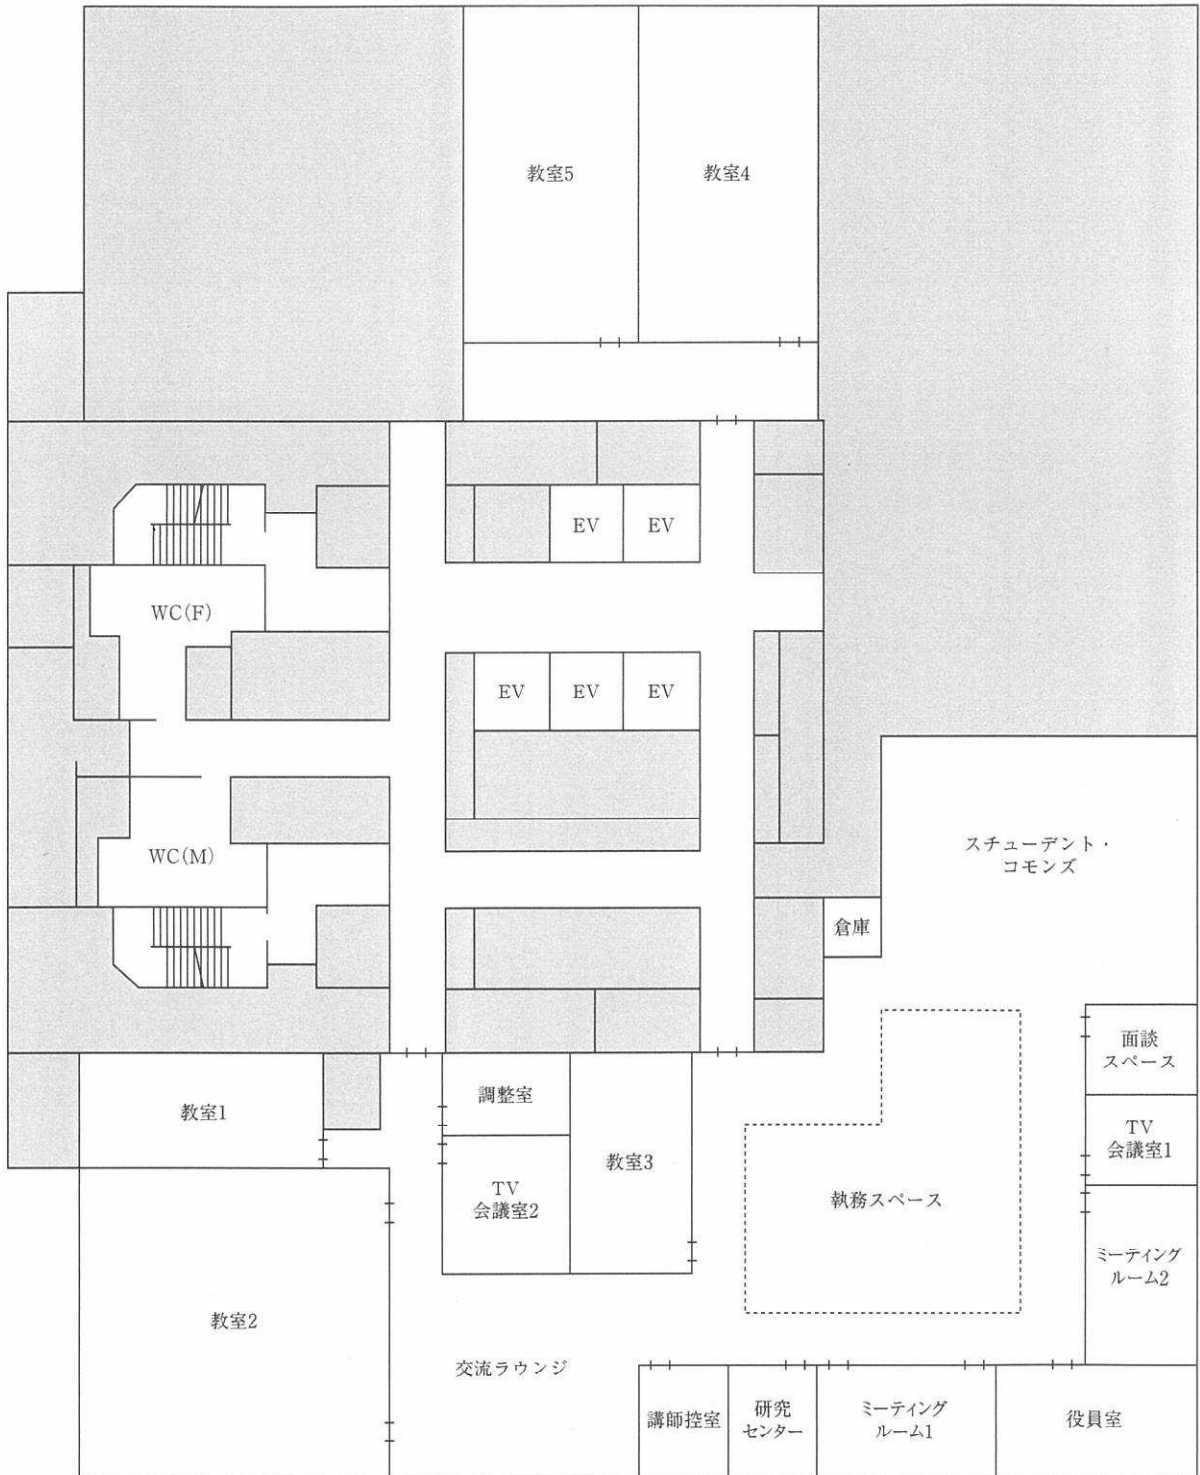 教室5
教室4
EV
EV
WC(F)
EV
EV
EV
WC(M)
スチューデント・
コモンズ
倉庫
面談
スペース
調整室
教室1
TV
会議室1
教室3
TV
会議室2
執務スペース
ミーティング
ルーム2
教室2
交流ラウンジ
講師控室
研究
センター
ミーティング
ルーム1
役員室